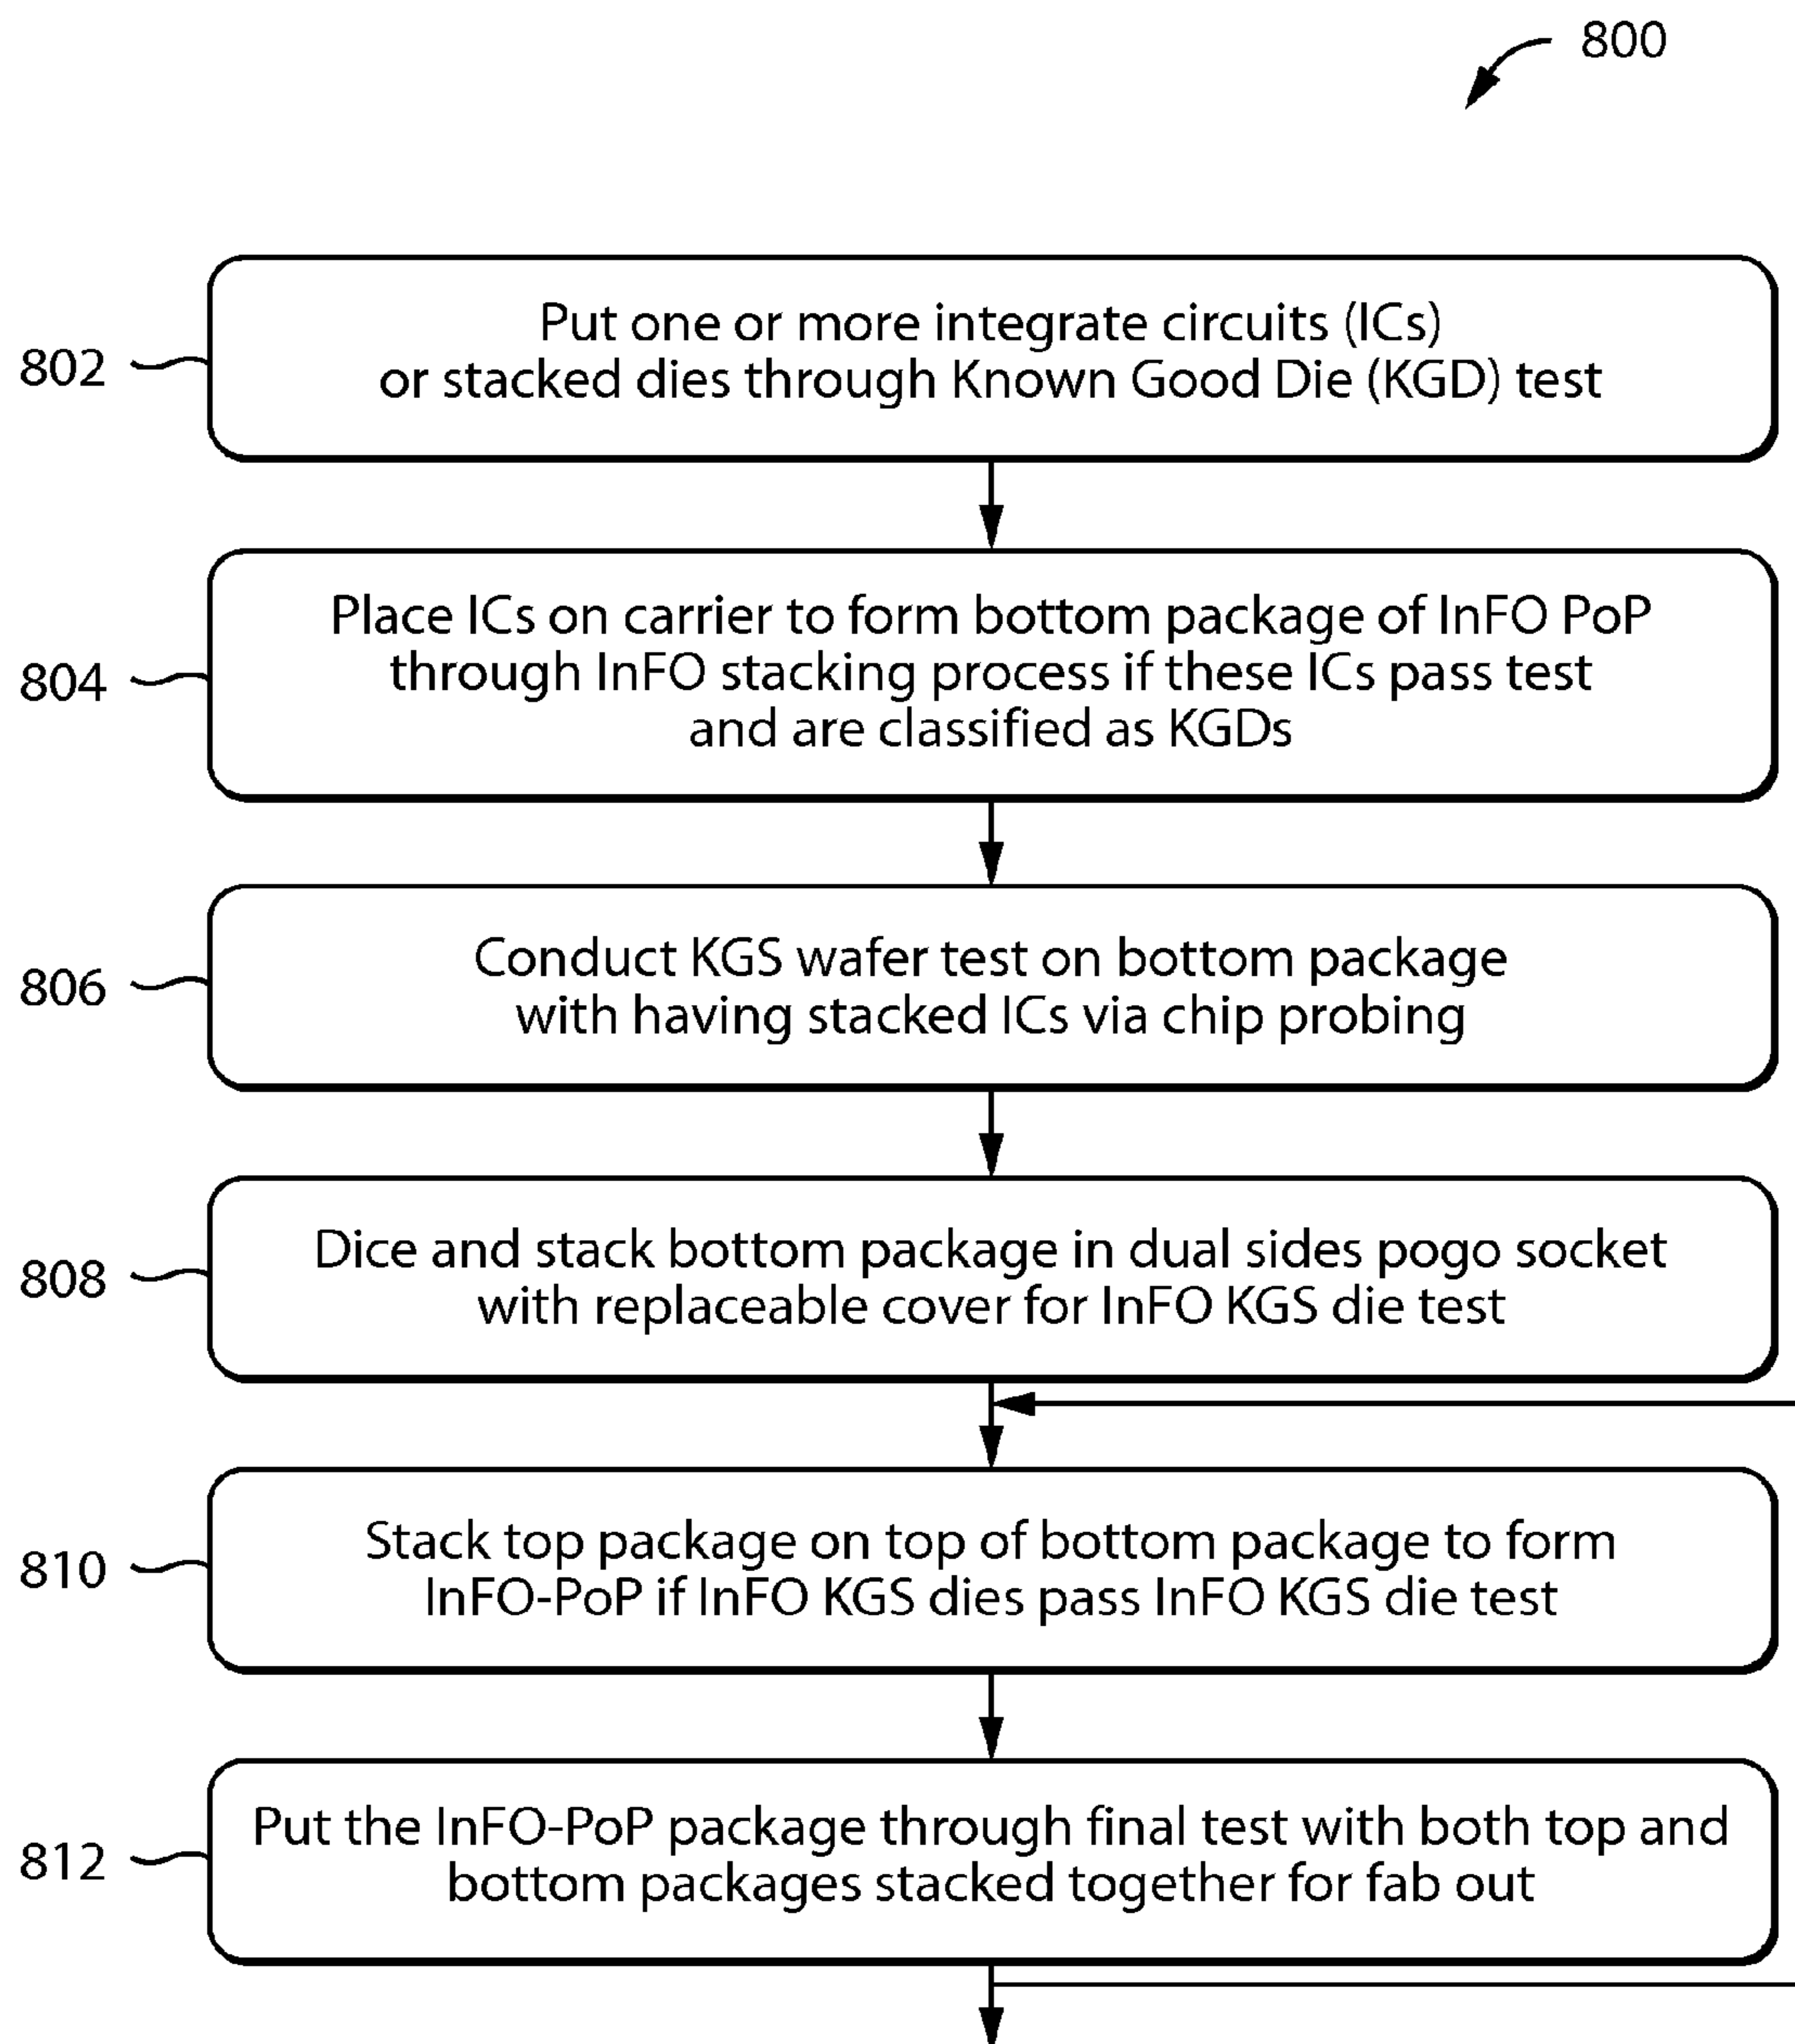 800
802
Put one or more integrate circuits (ICs)
or stacked dies through Known Good Die (KGD) test
804
Place ICs on carrier to form bottom package of InFO PoP
through InFO stacking process if these ICs pass test
and are classified as KGDs
806
Conduct KGS wafer test on bottom package
with having stacked ICs via chip probing
808
Dice and stack bottom package in dual sides pogo socket
with replaceable cover for InFO KGS die test
810
Stack top package on top of bottom package to form
InFO-PoP if InFO KGS dies pass InFO KGS die test
812
Put the InFO-PoP package through final test with both top and
bottom packages stacked together for fab out